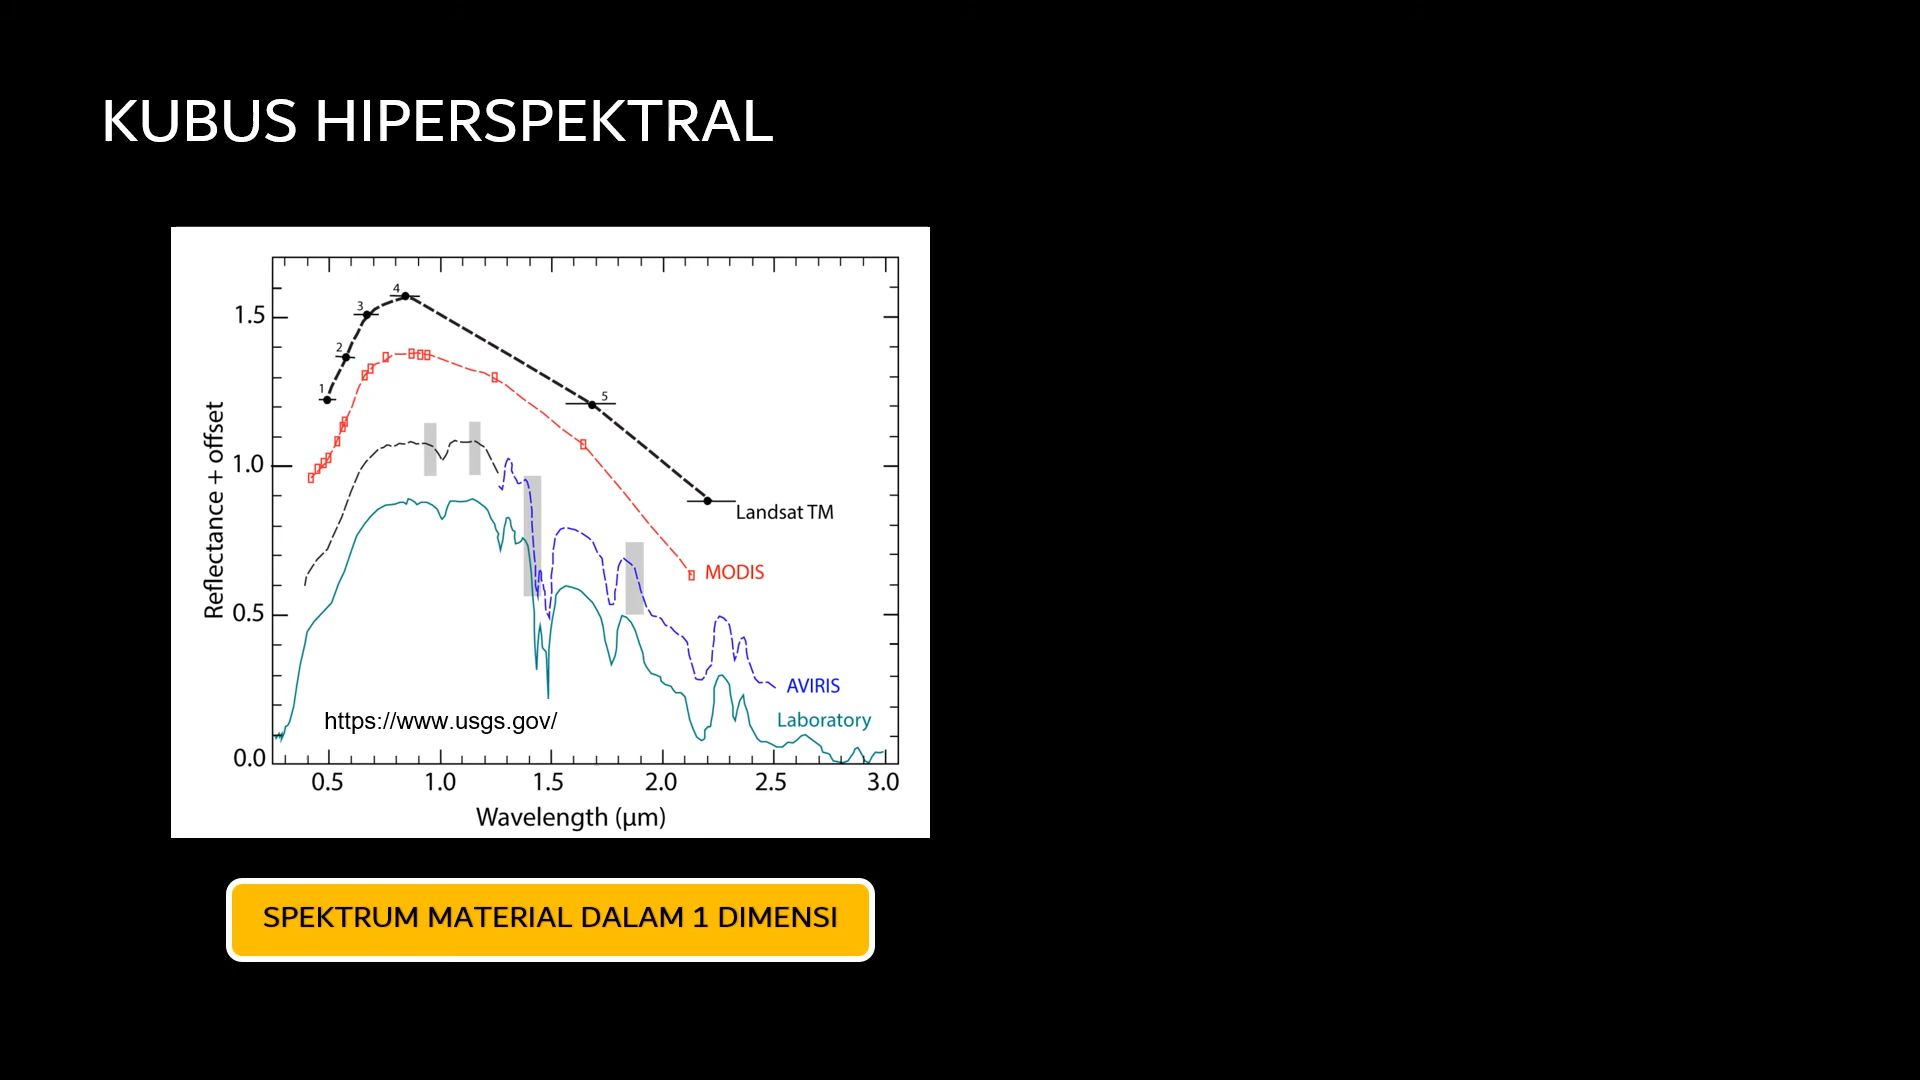 KUBUS HIPERSPEKTRAL
1.5
1.0
0.5
0.0
Reflectance + offset
1
2
3
4
5
Landsat TM
MODIS
AVIRIS
Laboratory
https://www.usgs.gov/
0.5 1.0 1.5 2.0 2.5 3.0
Wavelength (µm)
SPEKTRUM MATERIAL DALAM 1 DIMENSI